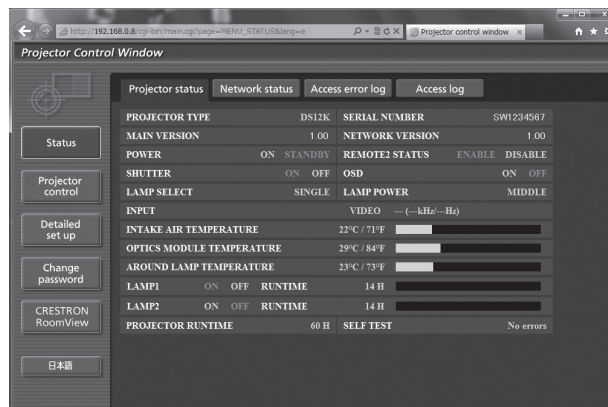 http://192.168.0.8/cgi-bin/main.cgi?page=MENU_STATUS&lang=e
Projector control window
Projector Control Window
Projector status Network status Access error log Access log
Status
Projector control
Detailed set up
Change password
CRESTRON RoomView
日本語
PROJECTOR TYPE DS12K SERIAL NUMBER SW1234567
MAIN VERSION 1.00 NETWORK VERSION 1.00
POWER ON STANDBY REMOTE2 STATUS ENABLE DISABLE
SHUTTER ON OFF OSD ON OFF
LAMP SELECT SINGLE LAMP POWER MIDDLE
INPUT VIDEO --- (---kHz/---Hz)
INTAKE AIR TEMPERATURE 22°C / 71°F
OPTICS MODULE TEMPERATURE 29°C / 84°F
AROUND LAMP TEMPERATURE 23°C / 73°F
LAMP1 ON OFF RUNTIME 14 H
LAMP2 ON OFF RUNTIME 14 H
PROJECTOR RUNTIME 60 H SELF TEST No errors